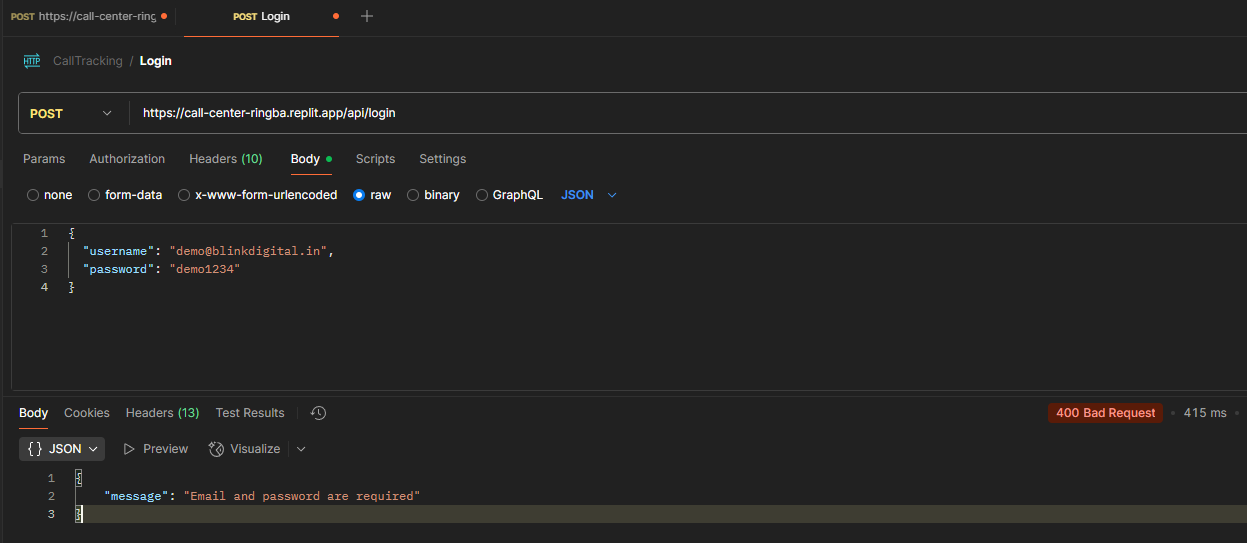 POST https://call-center-ring
POST Login
HTTP CallTracking / Login
POST https://call-center-ringba.replit.app/api/login
Params Authorization Headers (10) Body Scripts Settings
none form-data x-www-form-urlencoded raw binary GraphQL JSON
1 {
2 "username": "demo@blinkdigital.in",
3 "password": "demo1234"
4 }
Body Cookies Headers (13) Test Results 400 Bad Request • 415 ms •
{} JSON Preview Visualize
1 {
2 "message": "Email and password are required"
3 }